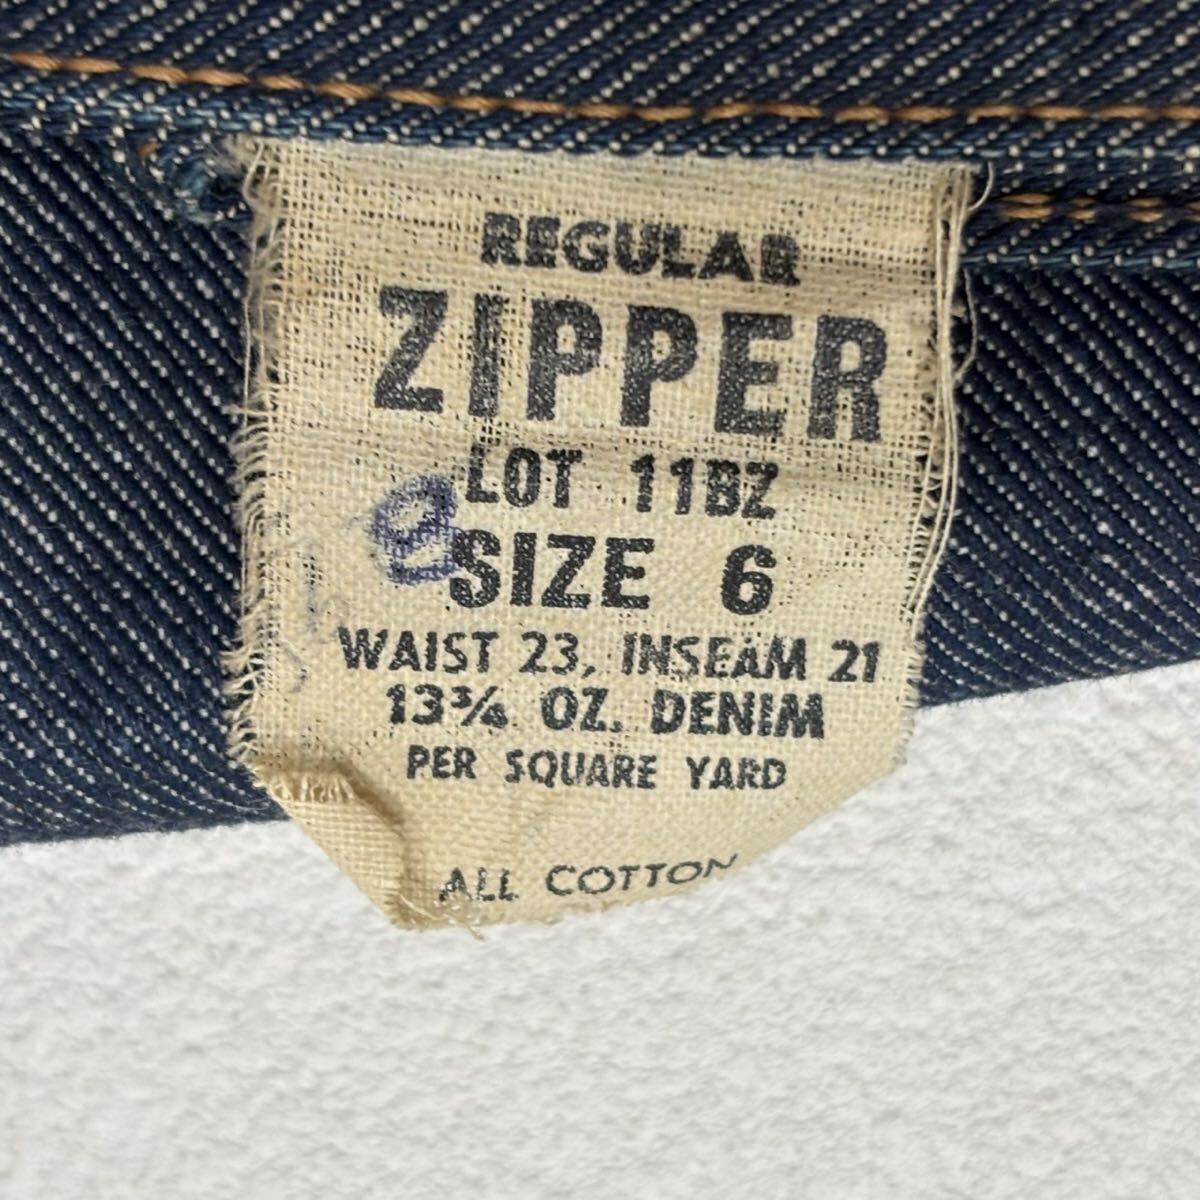 REGULAR
ZIPPER
LOT 11BZ
8
SIZE 6
WAIST 23, INSEAM 21
13¾ OZ. DENIM
PER SQUARE YARD
ALL COTTON